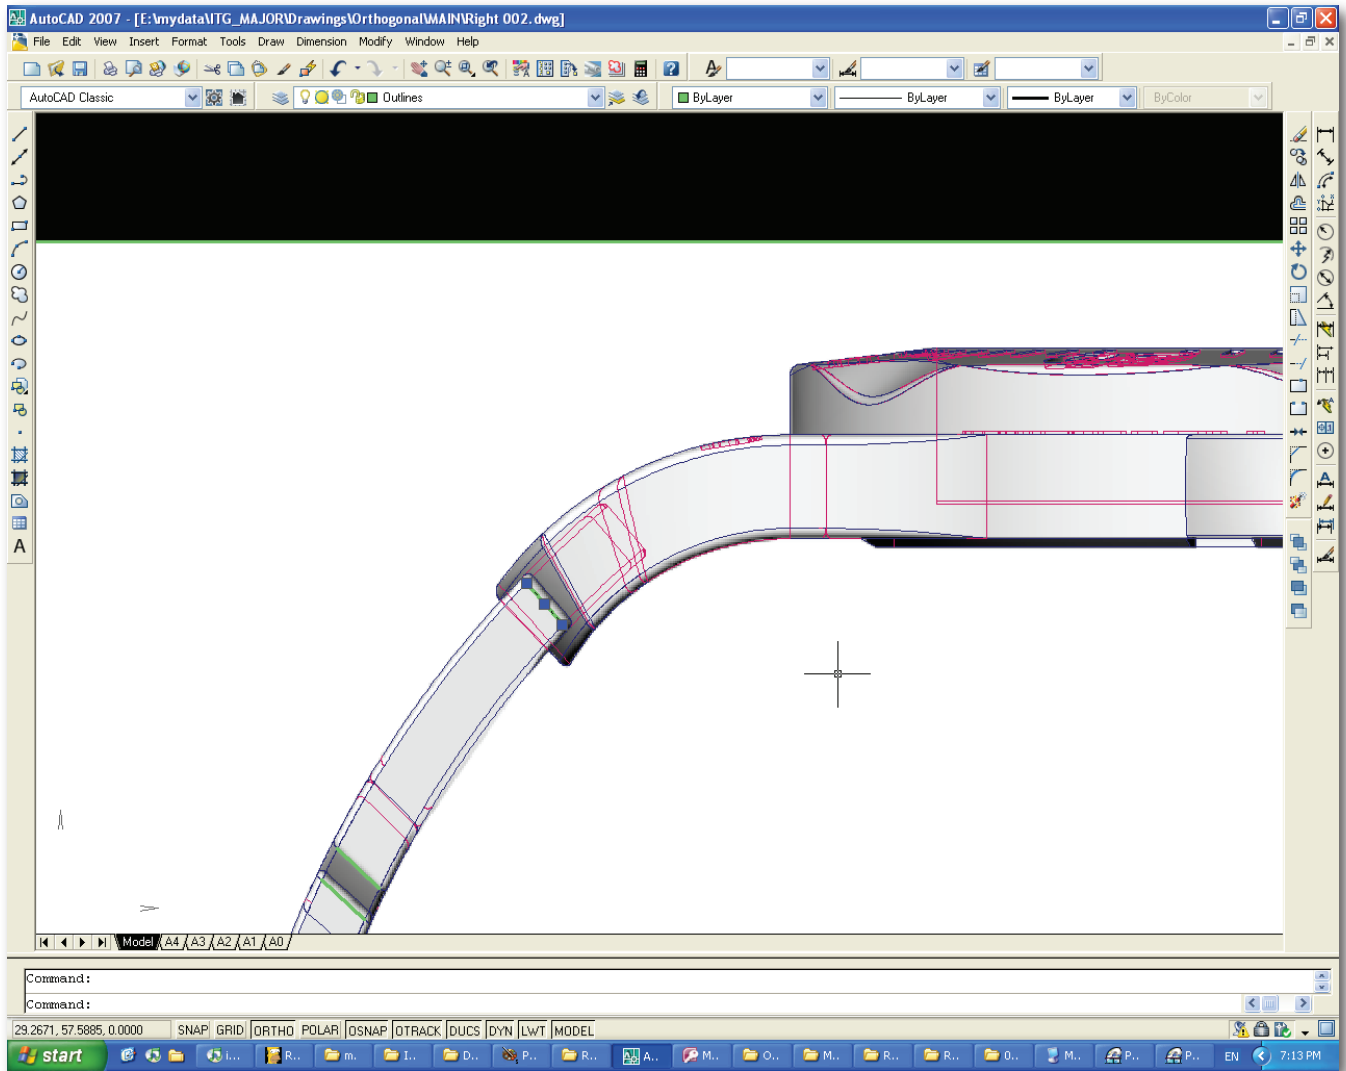 AutoCAD 2007 - [E:\mydata\ITG_MAJOR\Drawings\Orthogonal\MAIN\Right 002.dwg]
File Edit View Insert Format Tools Draw Dimension Modify Window Help
AutoCAD Classic Outlines ByLayer ByLayer ByLayer ByColor
Model A4 A3 A2 A1 A0
Command:
Command:
29.2671, 57.5885, 0.0000 SNAP GRID ORTHO POLAR OSNAP OTRACK DUCS DYN LWT MODEL
start i... R.. m. I... D.. P... R... A.. M.. O... M... R... R... 0.. M... P... P... EN 7:13 PM